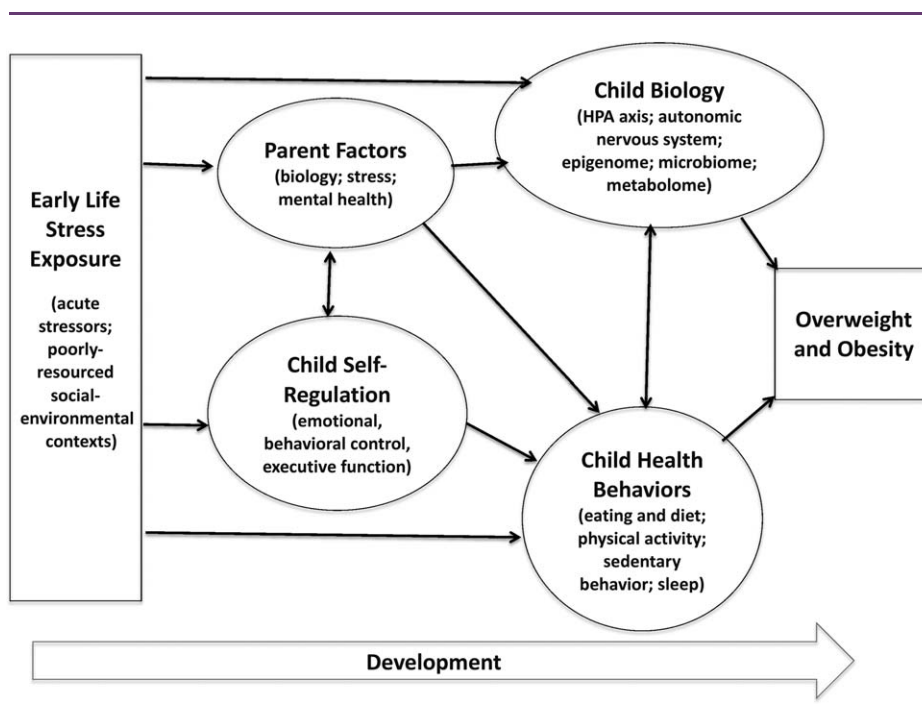 Early Life
Stress
Exposure
(acute
stressors;
poorly-
resourced
social-
environmental
contexts)
Parent Factors
(biology; stress;
mental health)
Child Biology
(HPA axis; autonomic
nervous system;
epigenome; microbiome;
metabolome)
Child Self-
Regulation
(emotional,
behavioral control,
executive function)
Child Health
Behaviors
(eating and diet;
physical activity;
sedentary
behavior; sleep)
Overweight
and Obesity
Development